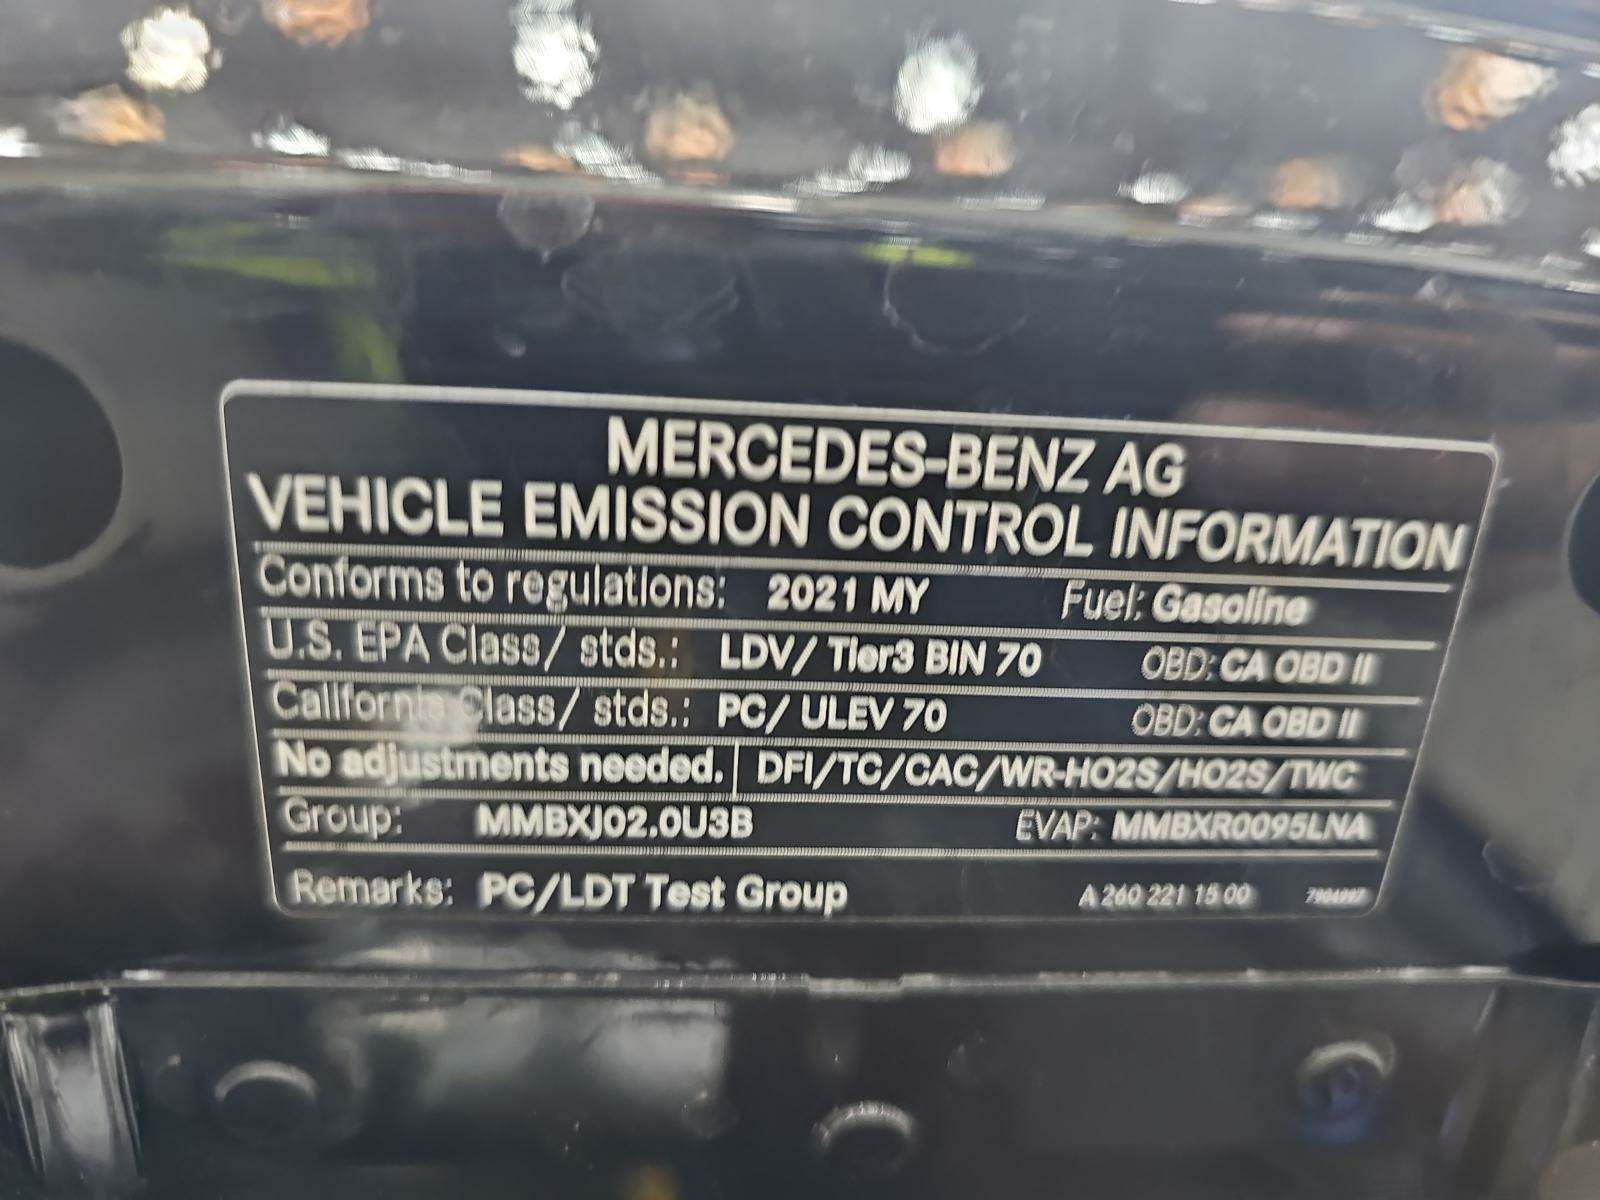 MERCEDES-BENZ AG
VEHICLE EMISSION CONTROL INFORMATION
Conforms to regulations: 2021 MY Fuel: Gasoline
U.S. EPA Class/ stds.: LDV/ Tier3 BIN 70 OBD: CA OBD II
California Class/ stds.: PC/ ULEV 70 OBD: CA OBD II
No adjustments needed. DFI/TC/CAC/WR-HO2S/HO2S/TWC
Group: MMBXJ02.0U3B EVAP: MMBXR0095LNA
Remarks: PC/LDT Test Group A 260 221 15 00